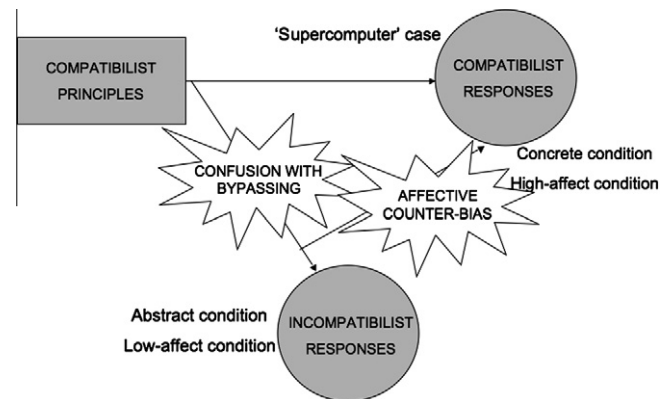 'Supercomputer' case
COMPATIBILIST
PRINCIPLES
COMPATIBILIST
RESPONSES
CONFUSION WITH
BYPASSING
AFFECTIVE
COUNTER-BIAS
Concrete condition
High-affect condition
Abstract condition
Low-affect condition
INCOMPATIBILIST
RESPONSES